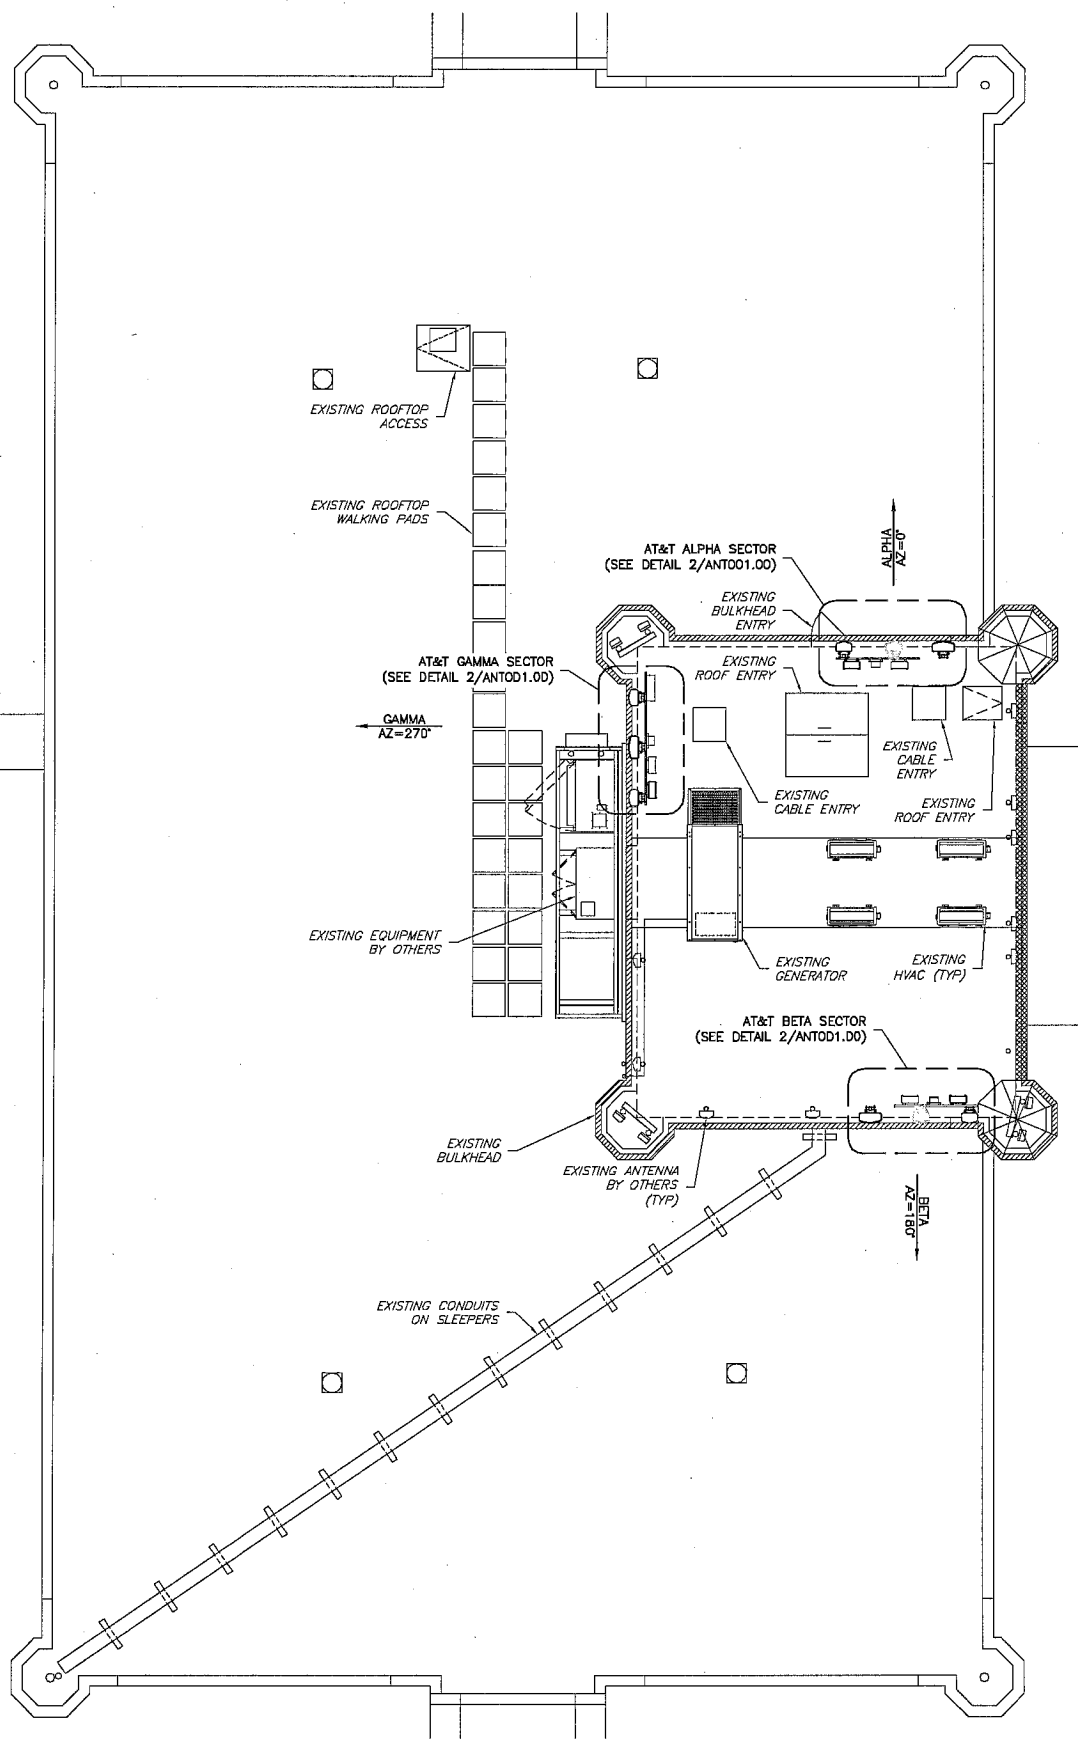 EXISTING ROOFTOP
ACCESS
EXISTING ROOFTOP
WALKING PADS
ALPHA
AZ=0°
AT&T ALPHA SECTOR
(SEE DETAIL 2/ANT001.00)
EXISTING
BULKHEAD
ENTRY
AT&T GAMMA SECTOR
(SEE DETAIL 2/ANT0D1.0D)
EXISTING
ROOF ENTRY
GAMMA
AZ=270°
EXISTING
CABLE
ENTRY
EXISTING
CABLE ENTRY
EXISTING
ROOF ENTRY
EXISTING EQUIPMENT
BY OTHERS
EXISTING
GENERATOR
EXISTING
HVAC (TYP)
AT&T BETA SECTOR
(SEE DETAIL 2/ANT0D1.D0)
EXISTING
BULKHEAD
EXISTING ANTENNA
BY OTHERS
(TYP)
BETA
AZ=180°
EXISTING CONDUITS
ON SLEEPERS